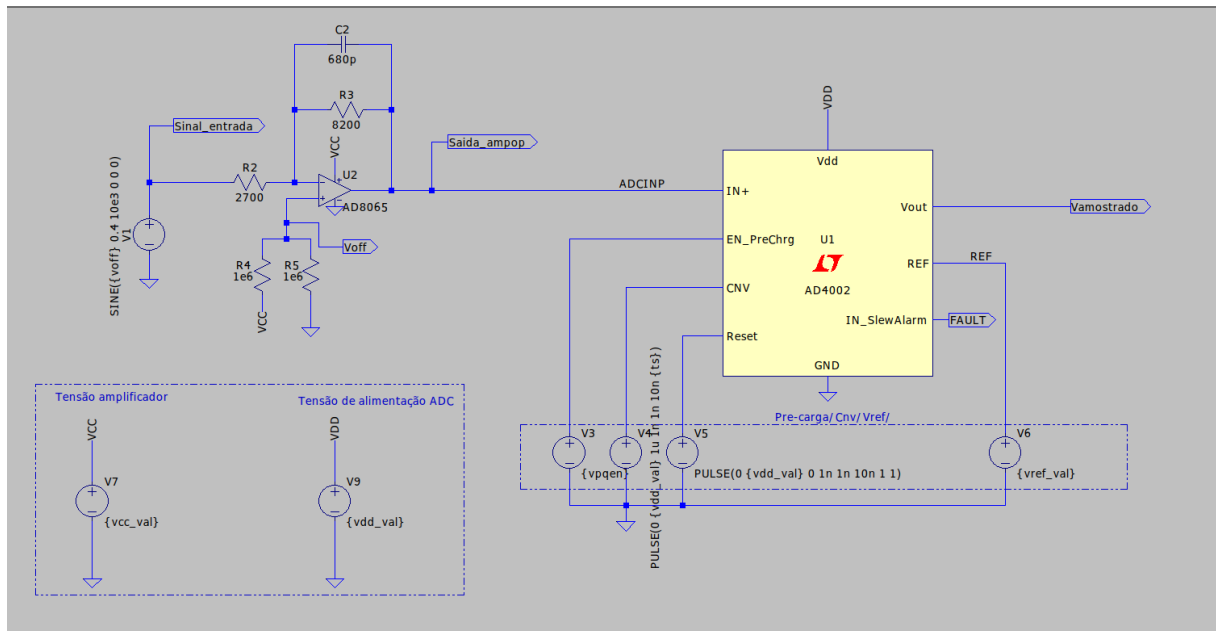 C2
680p
R3
8200
Sinal_entrada
VCC
U2
Saida_ampop
R2
2700
AD8065
ADCINP
V1
SINE({voff} 0.4 10e3 0 0 0)
Voff
R4
1e6
R5
1e6
VCC
VDD
Vdd
IN+
Vout
Vamostrado
EN_PreChrg
U1
REF
REF
CNV
AD4002
IN_SlewAlarm
FAULT
Reset
GND
Tensão amplificador
Tensão de alimentação ADC
VCC
VDD
V7
{vcc_val}
V9
{vdd_val}
Pre-carga/ Cnv/ Vref/
V3
{vpqen}
V4
PULSE(0 {vdd_val} 1u 1n 1n 10n {ts})
V5
PULSE(0 {vdd_val} 0 1n 1n 10n 1 1)
V6
{vref_val}